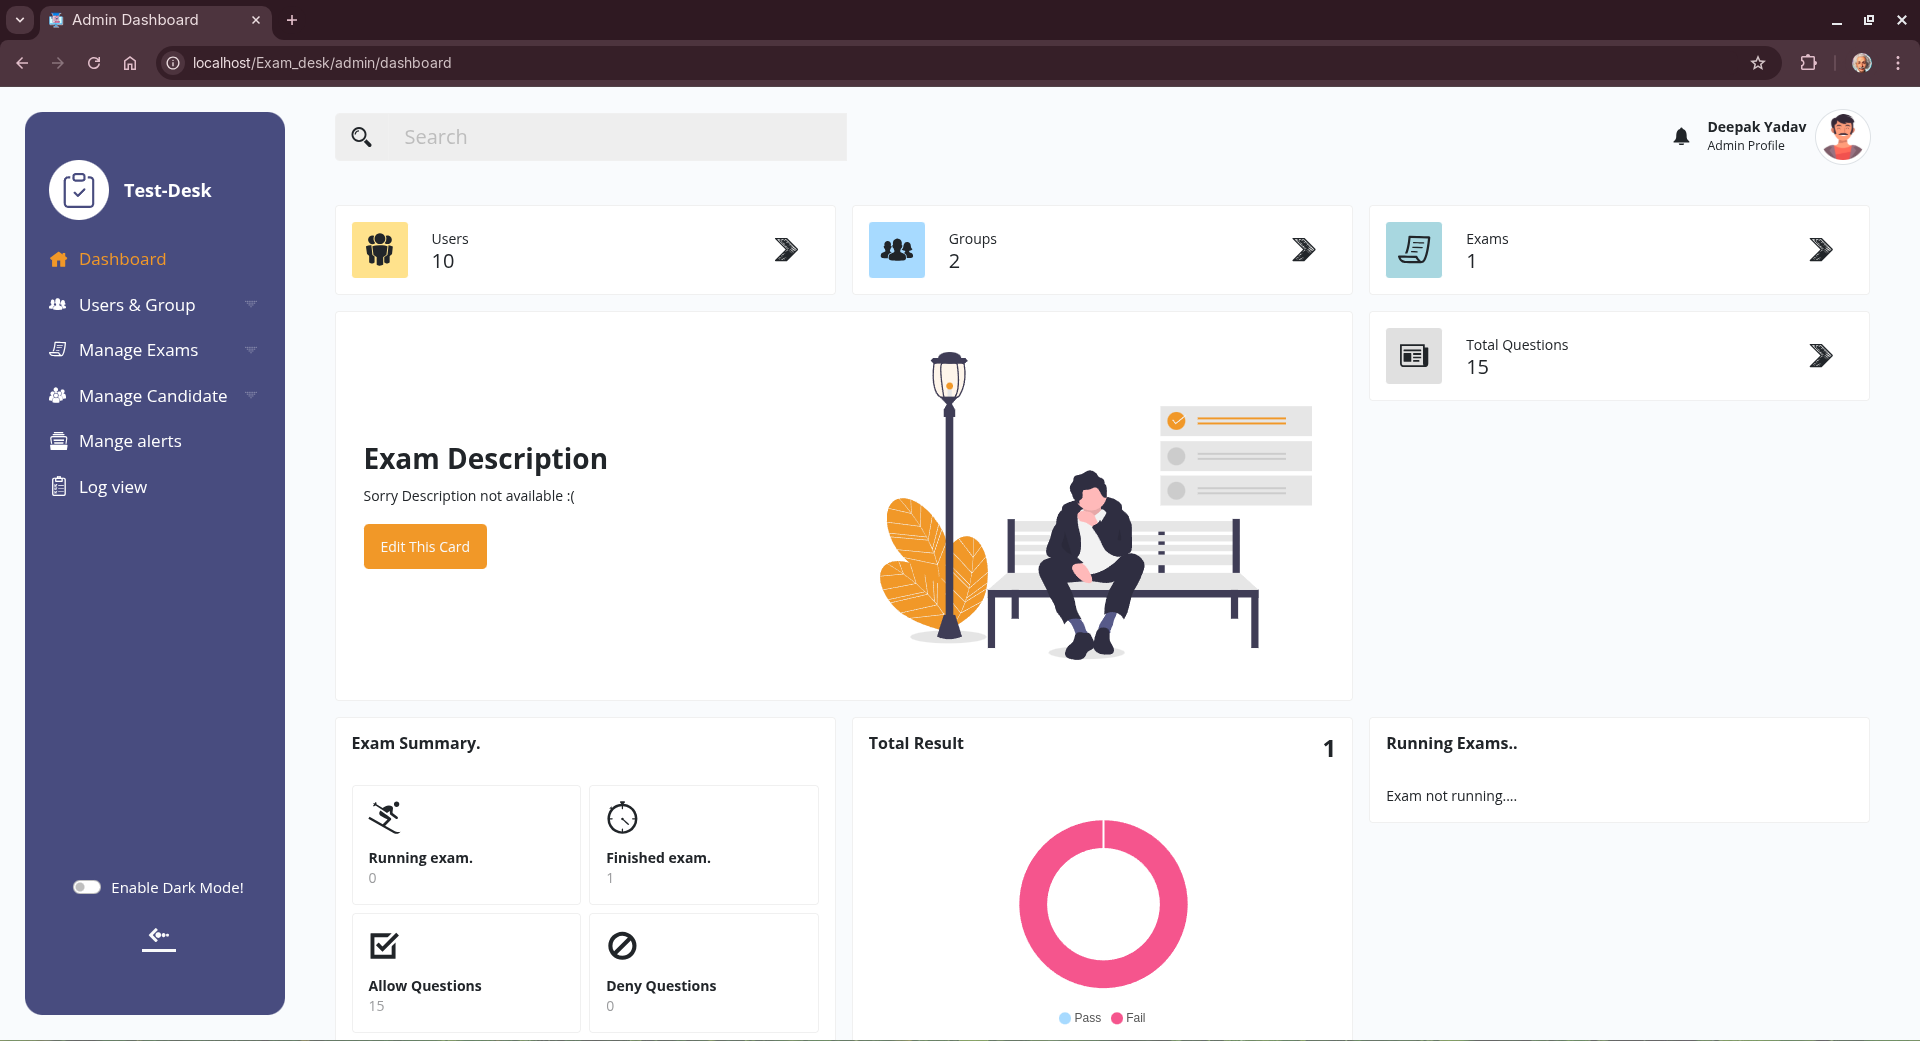 Admin Dashboard
localhost/Exam_desk/admin/dashboard
Test-Desk
Dashboard
Users & Group
Manage Exams
Manage Candidate
Mange alerts
Log view
Enable Dark Mode!
Search
Deepak Yadav
Admin Profile
Users
10
Groups
2
Exams
1
Exam Description
Sorry Description not available :(
Edit This Card
Total Questions
15
Exam Summary.
Running exam.
0
Finished exam.
1
Allow Questions
15
Deny Questions
0
Total Result
1
Pass Fail
Running Exams..
Exam not running....